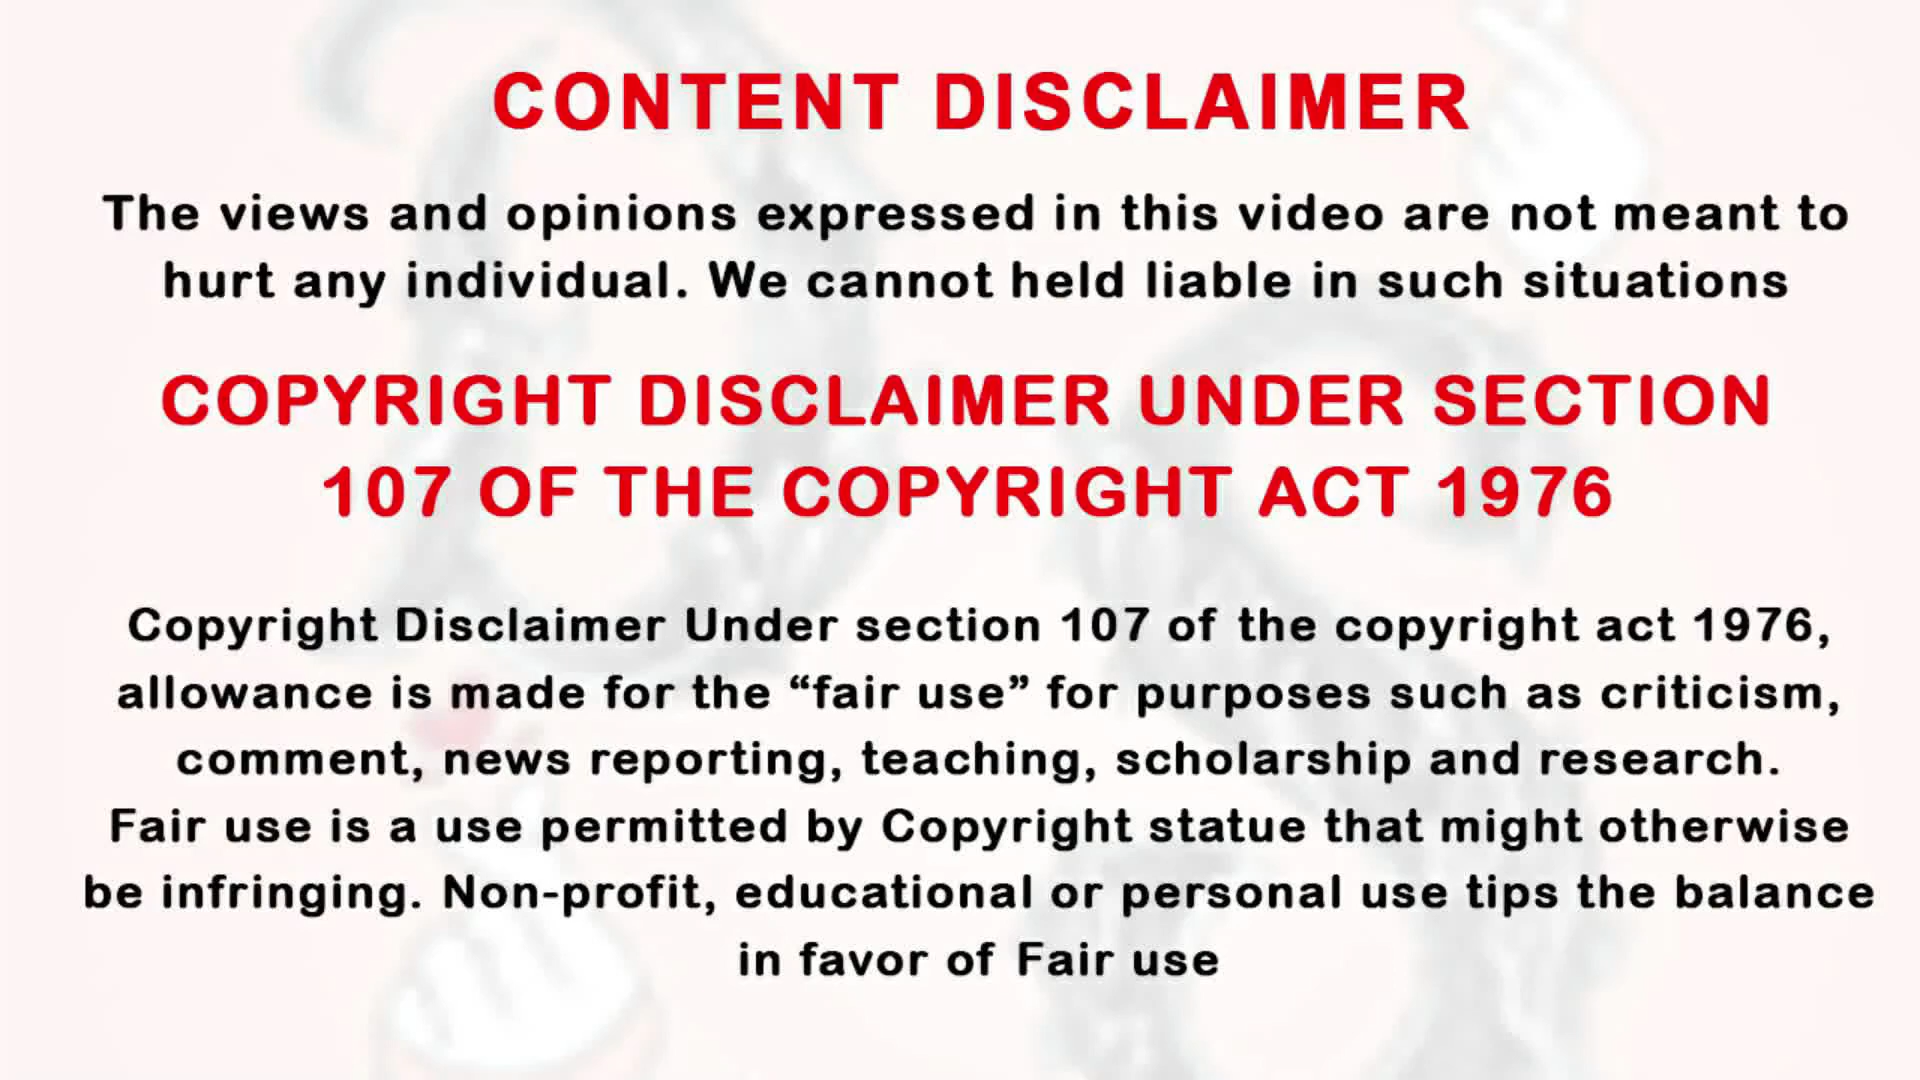 CONTENT DISCLAIMER
The views and opinions expressed in this video are not meant to
hurt any individual. We cannot held liable in such situations
COPYRIGHT DISCLAIMER UNDER SECTION
107 OF THE COPYRIGHT ACT 1976
Copyright Disclaimer Under section 107 of the copyright act 1976,
allowance is made for the “fair use” for purposes such as criticism,
comment, news reporting, teaching, scholarship and research.
Fair use is a use permitted by Copyright statue that might otherwise
be infringing. Non-profit, educational or personal use tips the balance
in favor of Fair use